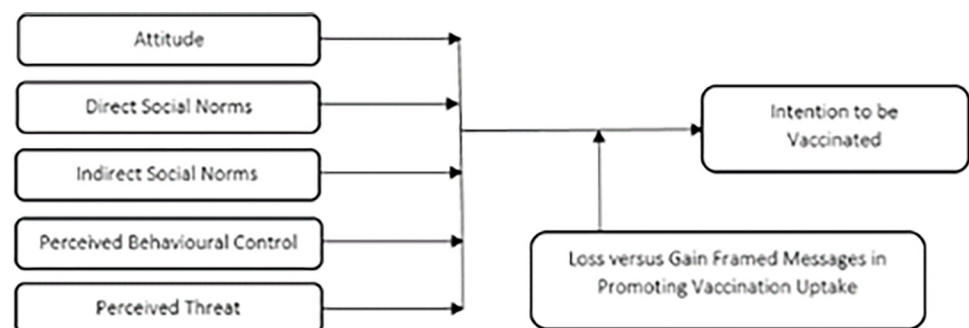 Attitude
Direct Social Norms
Indirect Social Norms
Perceived Behavioural Control
Perceived Threat
Intention to be
Vaccinated
Loss versus Gain Framed Messages in
Promoting Vaccination Uptake